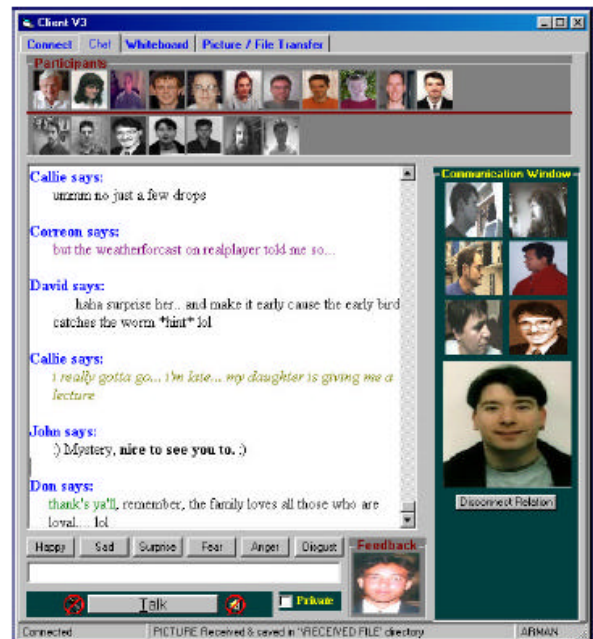 Client V3
Connect Chat Whiteboard Picture / File Transfer
Participants
Callie says:
ummm no just a few drops
Correon says:
but the weatherforcast on realplayer told me so...
David says:
haha surprise her.. and make it early cause the early bird
catches the worm *hint* lol
Callie says:
i really gotta go... i'm late... my daughter is giving me a
lecture
John says:
:) Mystery, nice to see you to. :)
Don says:
thank's ya'll, remember, the family loves all those who are
loyal.... lol
Communication Window
Disconnect Relation
Happy Sad Surprise Fear Anger Disgust Feedback
Talk Private
Connected PICTURE Received & saved in "\RECEIVED FILE" directory ARMAN